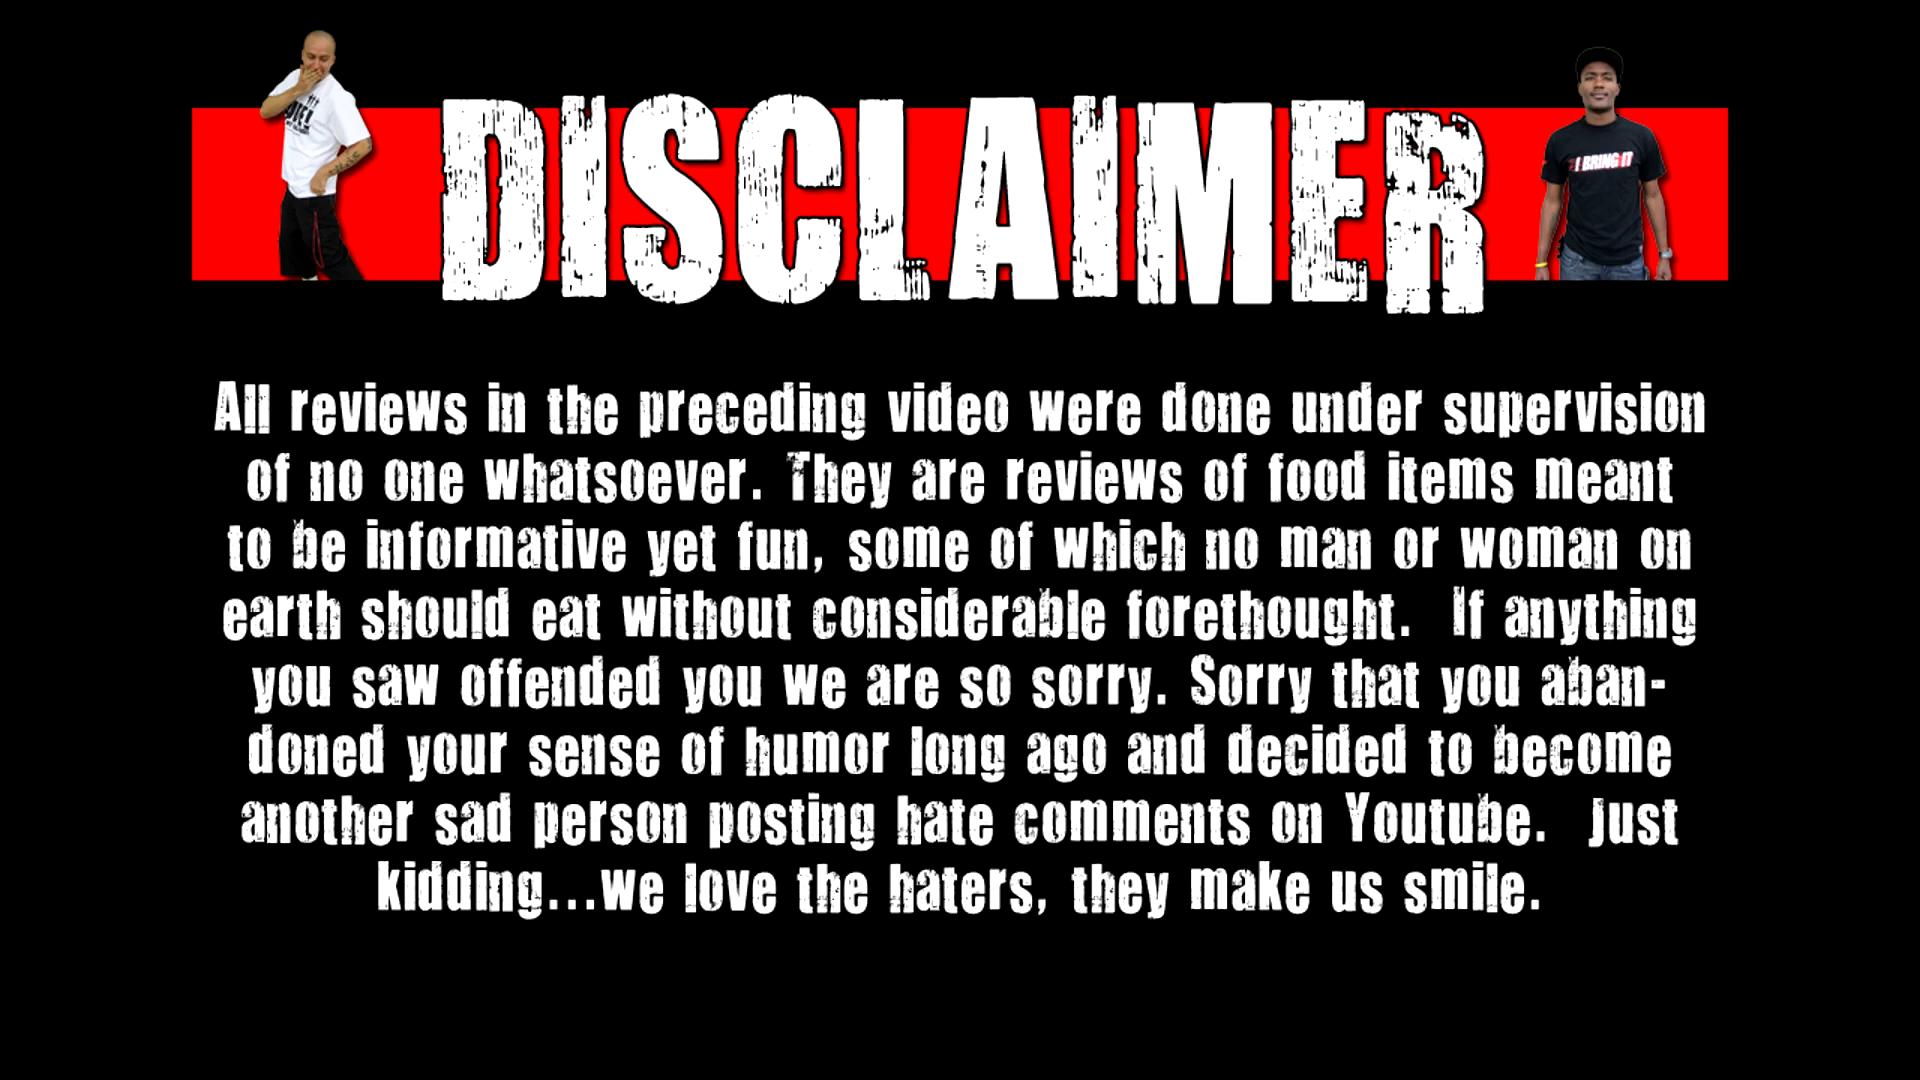 DISCLAIMER
DIET
I BRING IT
All reviews in the preceding video were done under supervision
of no one whatsoever. They are reviews of food items meant
to be informative yet fun, some of which no man or woman on
earth should eat without considerable forethought. If anything
you saw offended you we are so sorry. Sorry that you aban-
doned your sense of humor long ago and decided to become
another sad person posting hate comments on Youtube. Just
kidding...we love the haters, they make us smile.